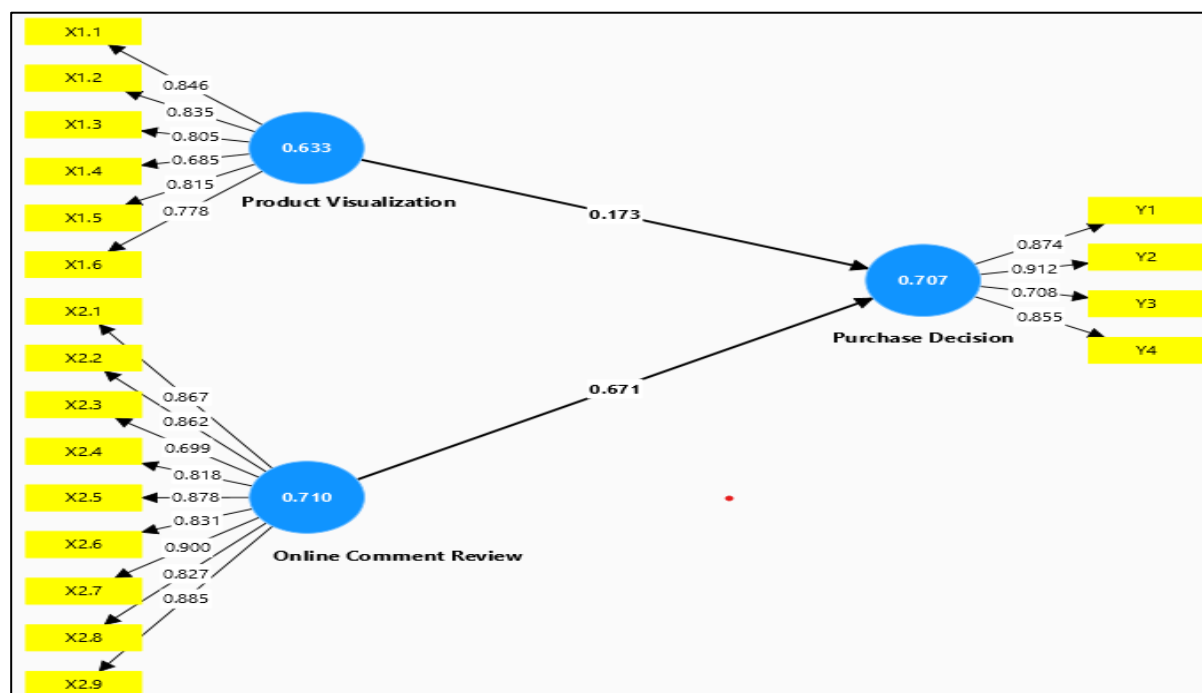 X1.1
X1.2
X1.3
X1.4
X1.5
X1.6
0.846
0.835
0.805
0.685
0.815
0.778
0.633
Product Visualization
0.173
X2.1
X2.2
X2.3
X2.4
X2.5
X2.6
X2.7
X2.8
X2.9
0.867
0.862
0.699
0.818
0.878
0.831
0.900
0.827
0.885
0.710
Online Comment Review
0.671
0.707
Purchase Decision
0.874
0.912
0.708
0.855
Y1
Y2
Y3
Y4